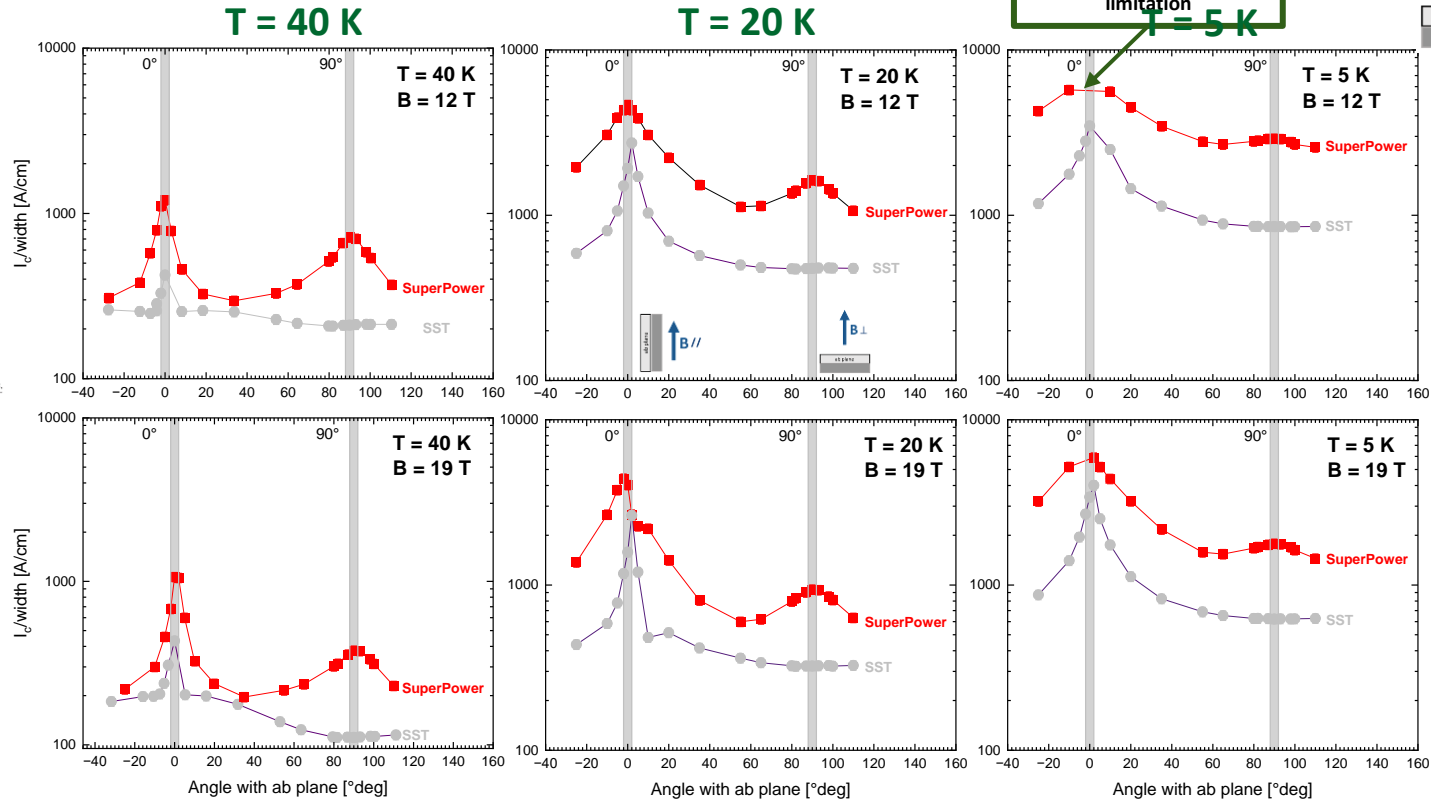 limitation
T = 40 K
T = 20 K
T = 5 K
10000
1000
100
Ic/width [A/cm]
0°
90°
T = 40 K
B = 12 T
SuperPower
SST
−40 −20 0 20 40 60 80 100 120 140 160
10000
1000
100
0°
90°
T = 20 K
B = 12 T
SuperPower
SST
ab plane
B //
B ⊥
ab plane
−40 −20 0 20 40 60 80 100 120 140 160
10000
1000
100
0°
90°
T = 5 K
B = 12 T
SuperPower
SST
−40 −20 0 20 40 60 80 100 120 140 160
10000
1000
100
Ic/width [A/cm]
0°
90°
T = 40 K
B = 19 T
SuperPower
SST
−40 −20 0 20 40 60 80 100 120 140 160
Angle with ab plane [°deg]
10000
1000
100
0°
90°
T = 20 K
B = 19 T
SuperPower
SST
−40 −20 0 20 40 60 80 100 120 140 160
Angle with ab plane [°deg]
10000
1000
100
0°
90°
T = 5 K
B = 19 T
SuperPower
SST
−40 −20 0 20 40 60 80 100 120 140 160
Angle with ab plane [°deg]